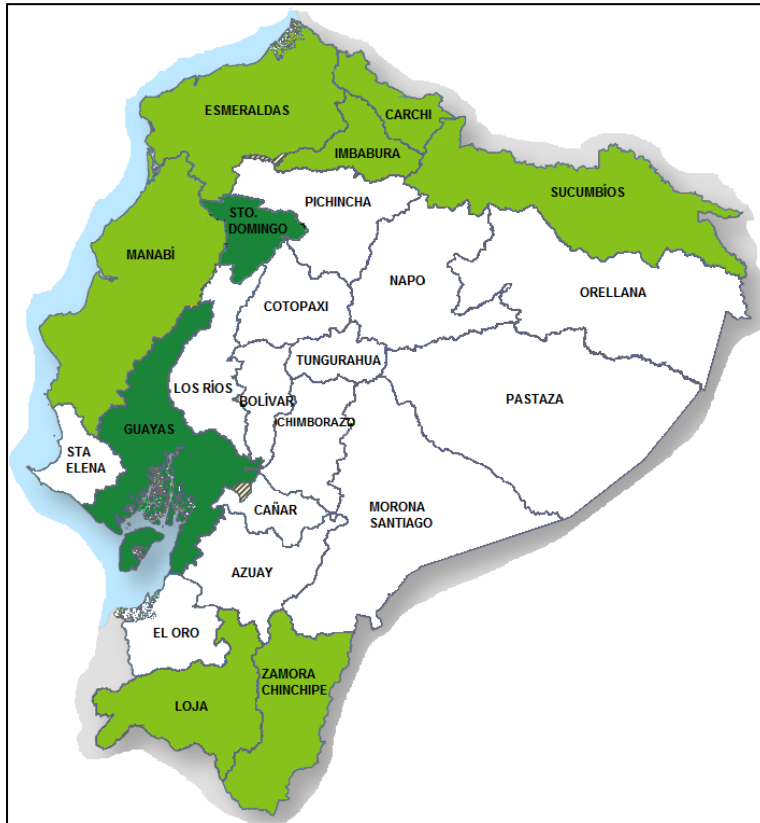 ESMERALDAS
CARCHI
IMBABURA
SUCUMBÍOS
PICHINCHA
STO.
DOMINGO
MANABÍ
NAPO
ORELLANA
COTOPAXI
TUNGURAHUA
LOS RÍOS
BOLÍVAR
PASTAZA
CHIMBORAZO
GUAYAS
STA
ELENA
MORONA
SANTIAGO
CAÑAR
AZUAY
EL ORO
ZAMORA
CHINCHIPE
LOJA